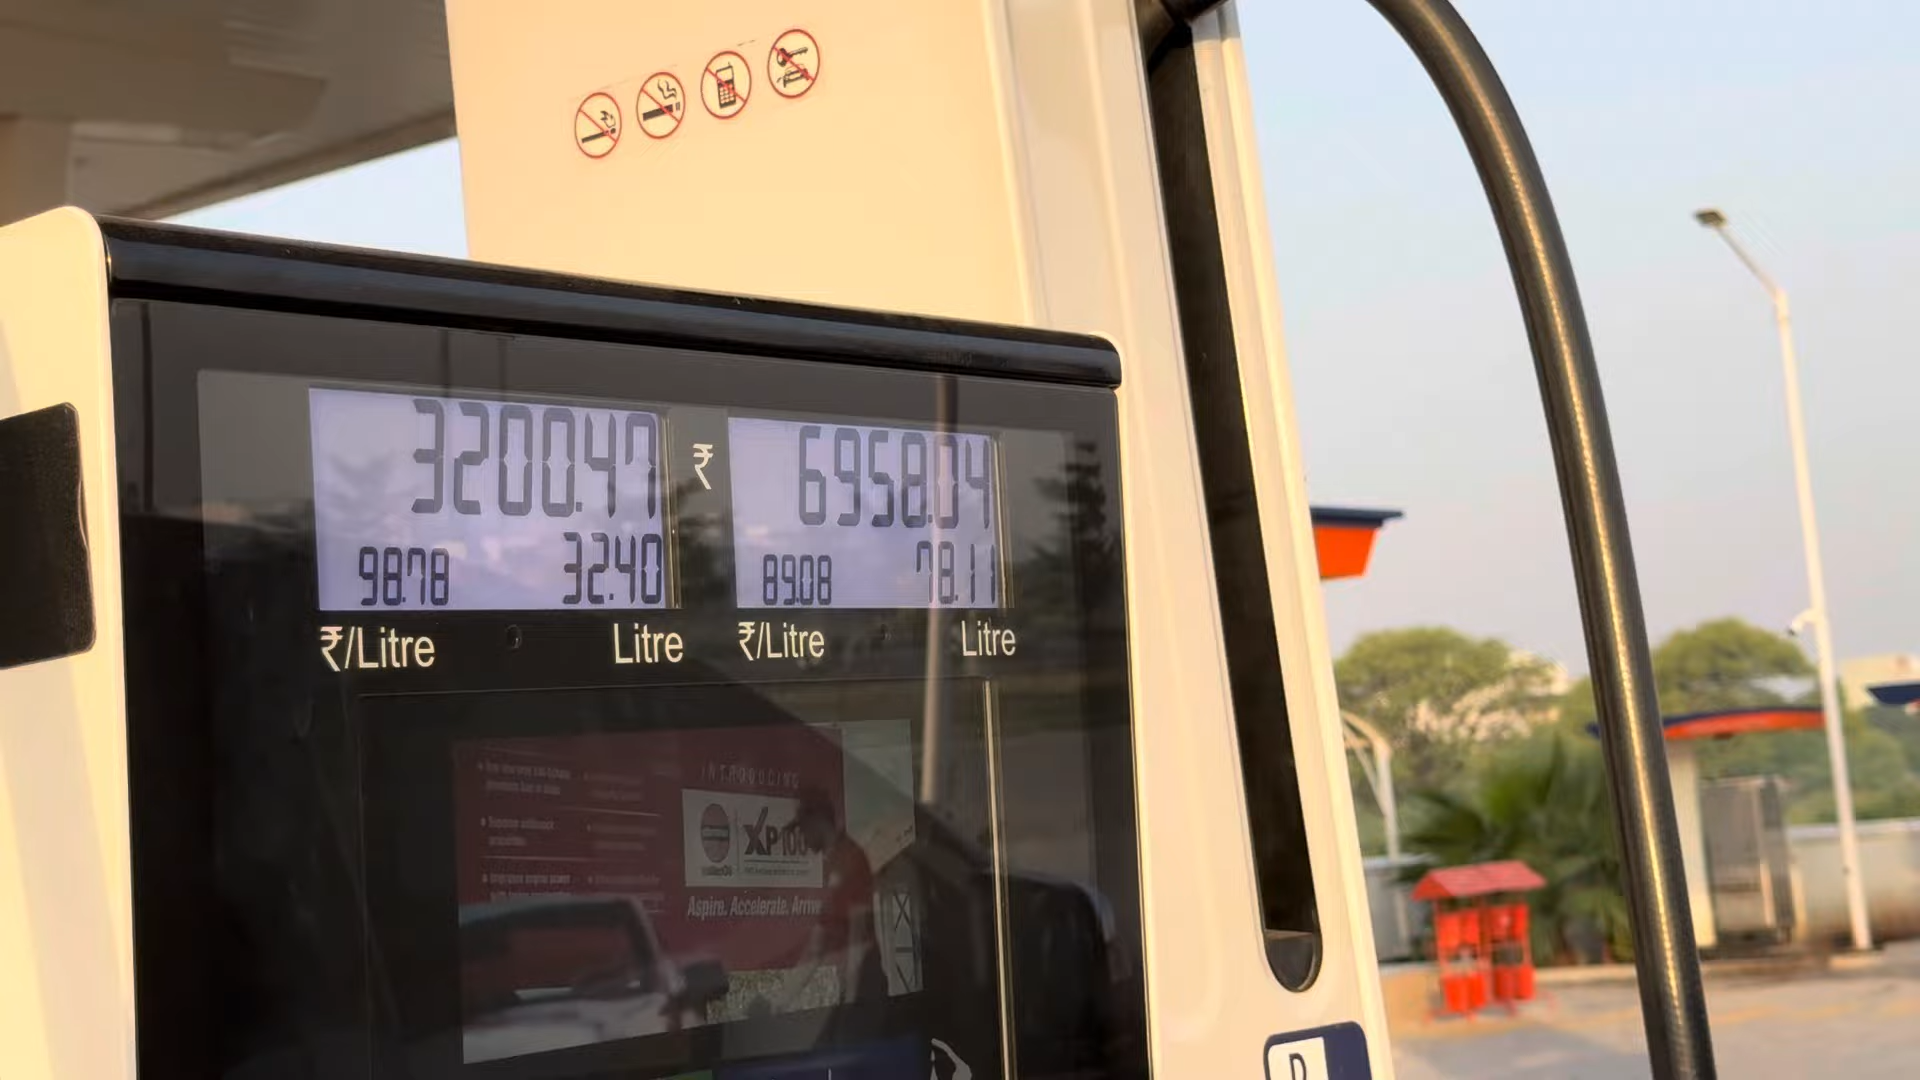 3200.47
₹
6958.04
98.78
32.40
89.08
78.11
₹/Litre
Litre
₹/Litre
Litre
INTRODUCING
XP100
IndianOil
Aspire. Accelerate. Arrive